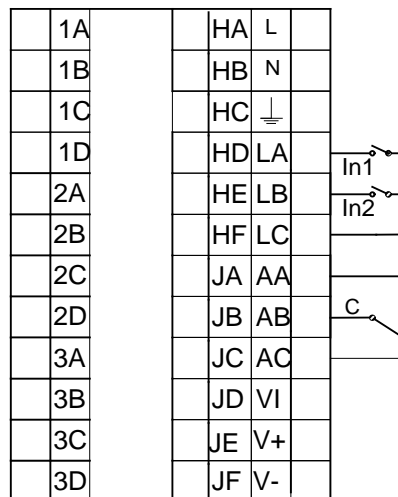 1A HA L
1B HB N
1C HC
1D HD LA In1
2A HE LB In2
2B HF LC
2C JA AA
2D JB AB C
3A JC AC
3B JD VI
3C JE V+
3D JF V-